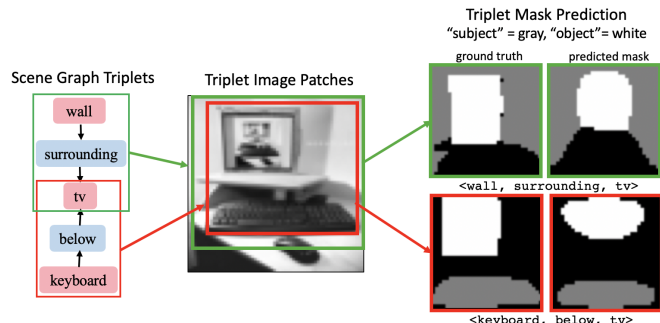 Triplet Mask Prediction
“subject” = gray, “object”= white
ground truth predicted mask
Scene Graph Triplets
Triplet Image Patches
wall
surrounding
tv
below
keyboard
<wall, surrounding, tv>
<keyboard, below, tv>